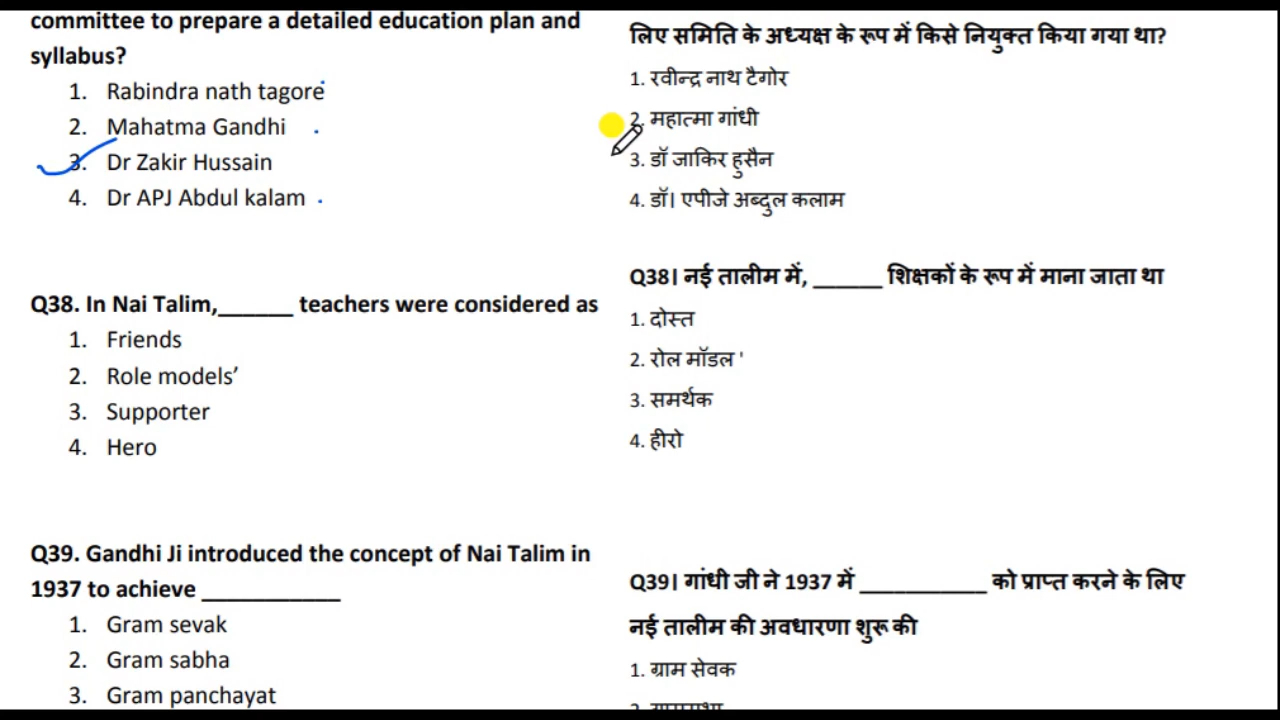 committee to prepare a detailed education plan and
syllabus?
1. Rabindra nath tagore
2. Mahatma Gandhi
3. Dr Zakir Hussain
4. Dr APJ Abdul kalam
Q38. In Nai Talim,______ teachers were considered as
1. Friends
2. Role models’
3. Supporter
4. Hero
Q39. Gandhi Ji introduced the concept of Nai Talim in
1937 to achieve ___________
1. Gram sevak
2. Gram sabha
3. Gram panchayat
लिए समिति के अध्यक्ष के रूप में किसे नियुक्त किया गया था?
1. रवीन्द्र नाथ टैगोर
2. महात्मा गांधी
3. डॉ जाकिर हुसैन
4. डॉ। एपीजे अब्दुल कलाम
Q38। नई तालीम में, ______ शिक्षकों के रूप में माना जाता था
1. दोस्त
2. रोल मॉडल '
3. समर्थक
4. हीरो
Q39। गांधी जी ने 1937 में ___________ को प्राप्त करने के लिए
नई तालीम की अवधारणा शुरू की
1. ग्राम सेवक